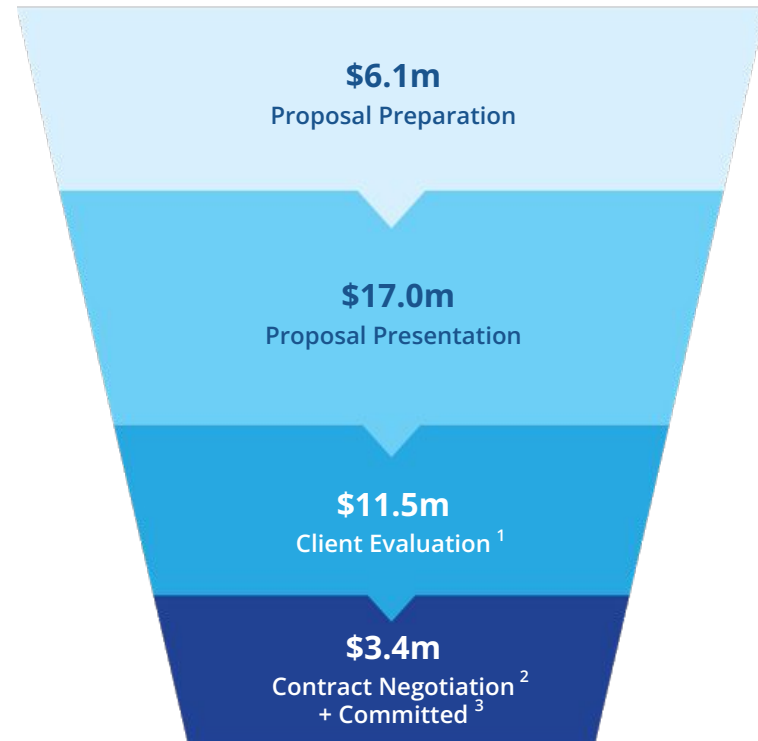 $6.1m
Proposal Preparation
$17.0m
Proposal Presentation
$11.5m
Client Evaluation 1
$3.4m
Contract Negotiation 2
+ Committed 3